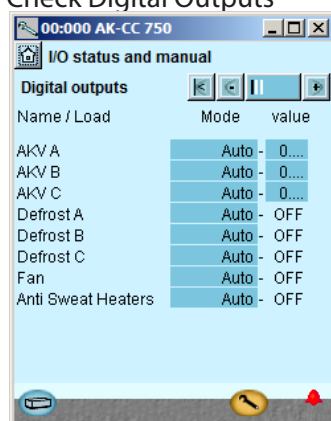 Check Digital Outputs
00:000 AK-CC 750
I/O status and manual
Digital outputs
Name / Load Mode value
AKV A Auto - 0....
AKV B Auto - 0....
AKV C Auto - 0....
Defrost A Auto - OFF
Defrost B Auto - OFF
Defrost C Auto - OFF
Fan Auto - OFF
Anti Sweat Heaters Auto - OFF